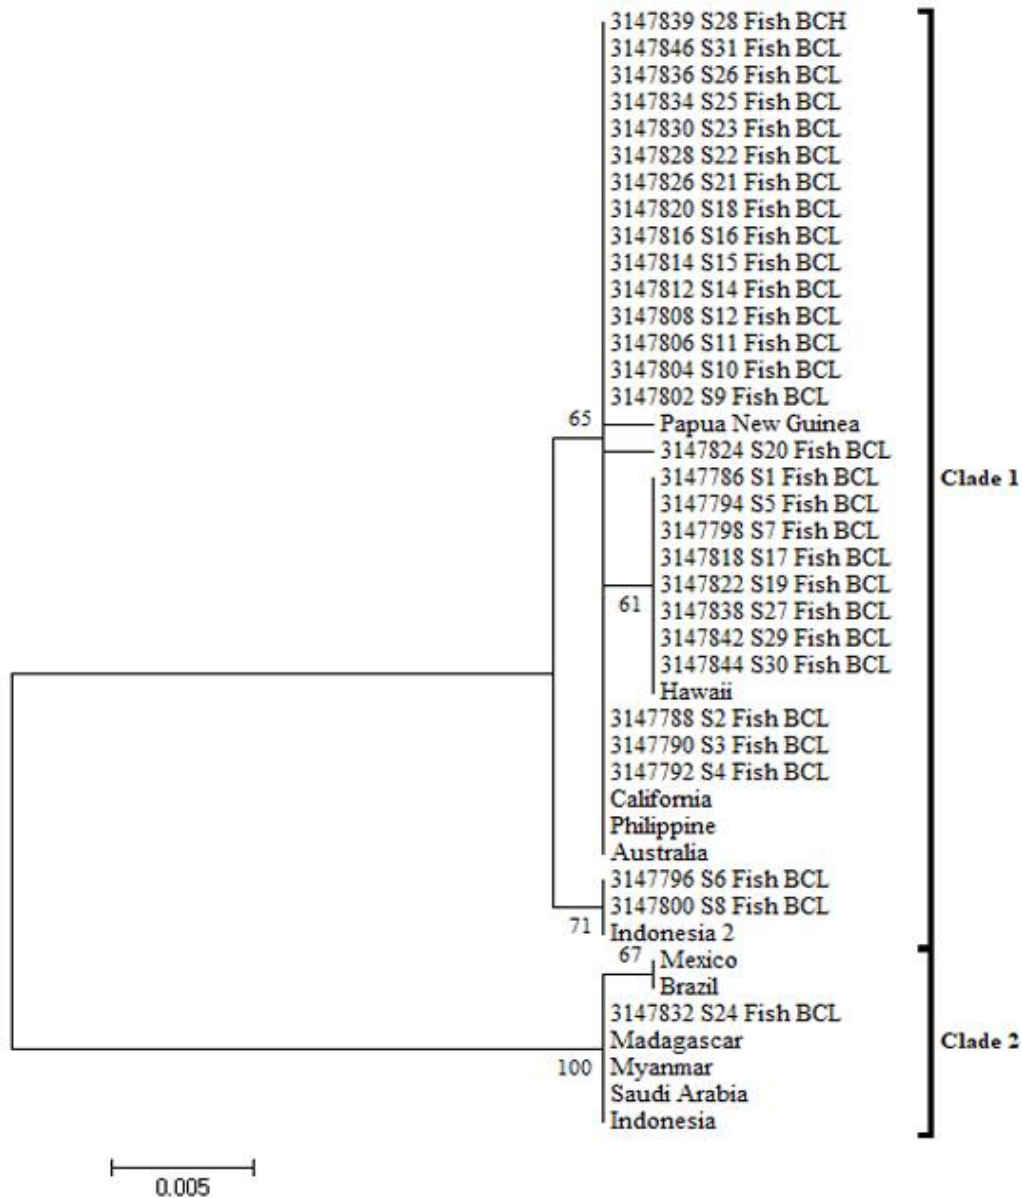 3147839 S28 Fish BCH
3147846 S31 Fish BCL
3147836 S26 Fish BCL
3147834 S25 Fish BCL
3147830 S23 Fish BCL
3147828 S22 Fish BCL
3147826 S21 Fish BCL
3147820 S18 Fish BCL
3147816 S16 Fish BCL
3147814 S15 Fish BCL
3147812 S14 Fish BCL
3147808 S12 Fish BCL
3147806 S11 Fish BCL
3147804 S10 Fish BCL
3147802 S9 Fish BCL
65
Papua New Guinea
3147824 S20 Fish BCL
3147786 S1 Fish BCL
Clade 1
3147794 S5 Fish BCL
3147798 S7 Fish BCL
3147818 S17 Fish BCL
3147822 S19 Fish BCL
61
3147838 S27 Fish BCL
3147842 S29 Fish BCL
3147844 S30 Fish BCL
Hawaii
3147788 S2 Fish BCL
3147790 S3 Fish BCL
3147792 S4 Fish BCL
California
Philippine
Australia
3147796 S6 Fish BCL
3147800 S8 Fish BCL
71
Indonesia 2
67
Mexico
Brazil
3147832 S24 Fish BCL
Madagascar
Clade 2
100
Myanmar
Saudi Arabia
Indonesia
0.005